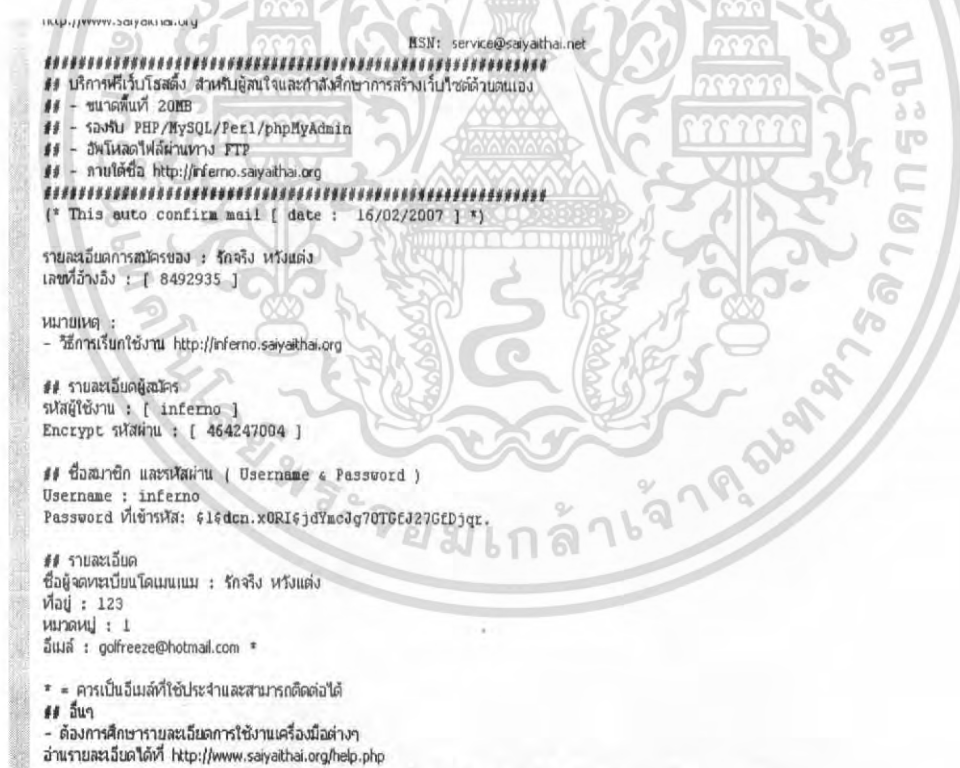 http://www.saiyaithai.org
MSN: service@saiyaithai.net
##########################################################
## บริการฟรีเว็บโฮสติ้ง สำหรับผู้สนใจและกำลังศึกษาการสร้างเว็บไซต์ด้วยตนเอง
## - ขนาดพื้นที่ 20MB
## - รองรับ PHP/MySQL/Perl/phpMyAdmin
## - อัพโหลดไฟล์ผ่านทาง FTP
## - ภายใต้ชื่อ http://inferno.saiyaithai.org
##########################################################
(* This auto confirm mail [ date : 16/02/2007 ] *)
รายละเอียดการสมัครของ : รักจริง หวังแต่ง
เลขที่อ้างอิง : [ 8492935 ]
หมายเหตุ :
- วิธีการเรียกใช้งาน http://inferno.saiyaithai.org
## รายละเอียดผู้สมัคร
รหัสผู้ใช้งาน : [ inferno ]
Encrypt รหัสผ่าน : [ 464247004 ]
## ชื่อสมาชิก และรหัสผ่าน ( Username & Password )
Username : inferno
Password ที่เข้ารหัส: $1$dcn.x0RI$jdYmcJg70TGfJ27GfDjqr.
## รายละเอียด
ชื่อผู้จดทะเบียนโดเมนเนม : รักจริง หวังแต่ง
ที่อยู่ : 123
หมวดหมู่ : 1
อีเมล์ : golfreeze@hotmail.com *
* = ควรเป็นอีเมล์ที่ใช้ประจำและสามารถติดต่อได้
## อื่นๆ
- ต้องการศึกษารายละเอียดการใช้งานเครื่องมือต่างๆ
อ่านรายละเอียดได้ที่ http://www.saiyaithai.org/help.php